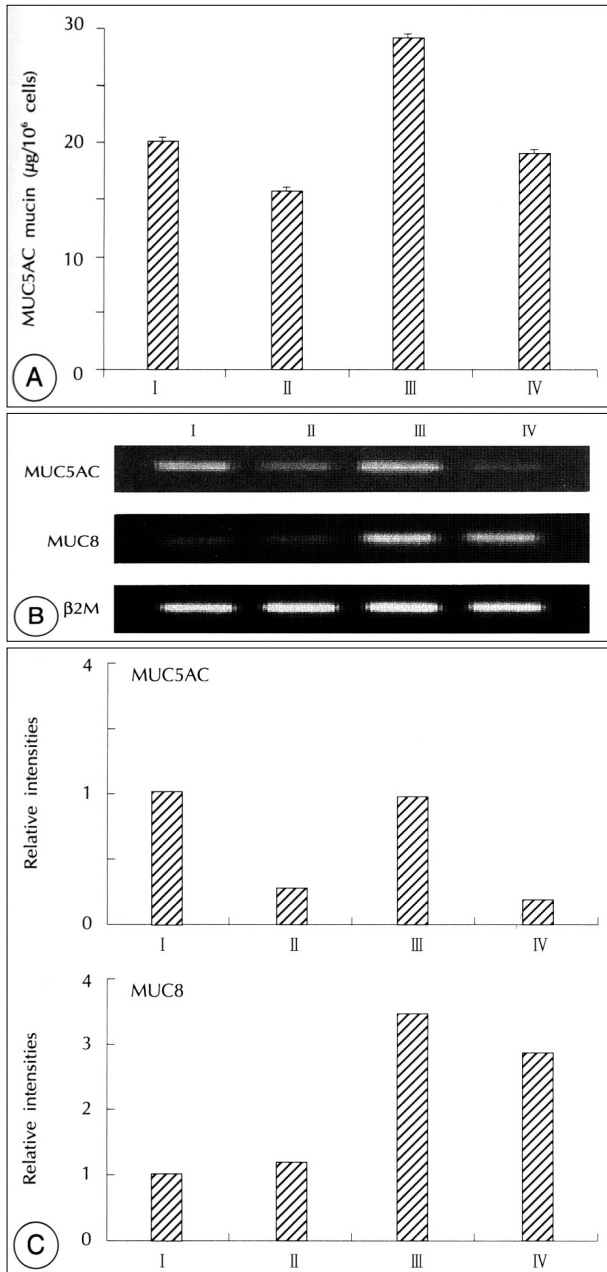 30
20
10
0
MUC5AC mucin (μg/10⁶ cells)
I II III IV
A
I II III IV
MUC5AC
MUC8
β2M
B
MUC5AC
4
1
0
Relative intensities
I II III IV
MUC8
4
3
2
1
0
Relative intensities
I II III IV
C